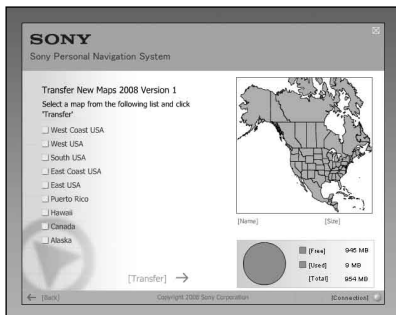 SONY
Sony Personal Navigation System
Transfer New Maps 2008 Version 1
Select a map from the following list and click
'Transfer'
West Coast USA
West USA
South USA
East Coast USA
East USA
Puerto Rico
Hawaii
Canada
Alaska
[Name] [Size]
[Free] 945 MB
[Used] 9 MB
[Total] 954 MB
[Transfer]
[Back] Copyright 2008 Sony Corporation [Connection]